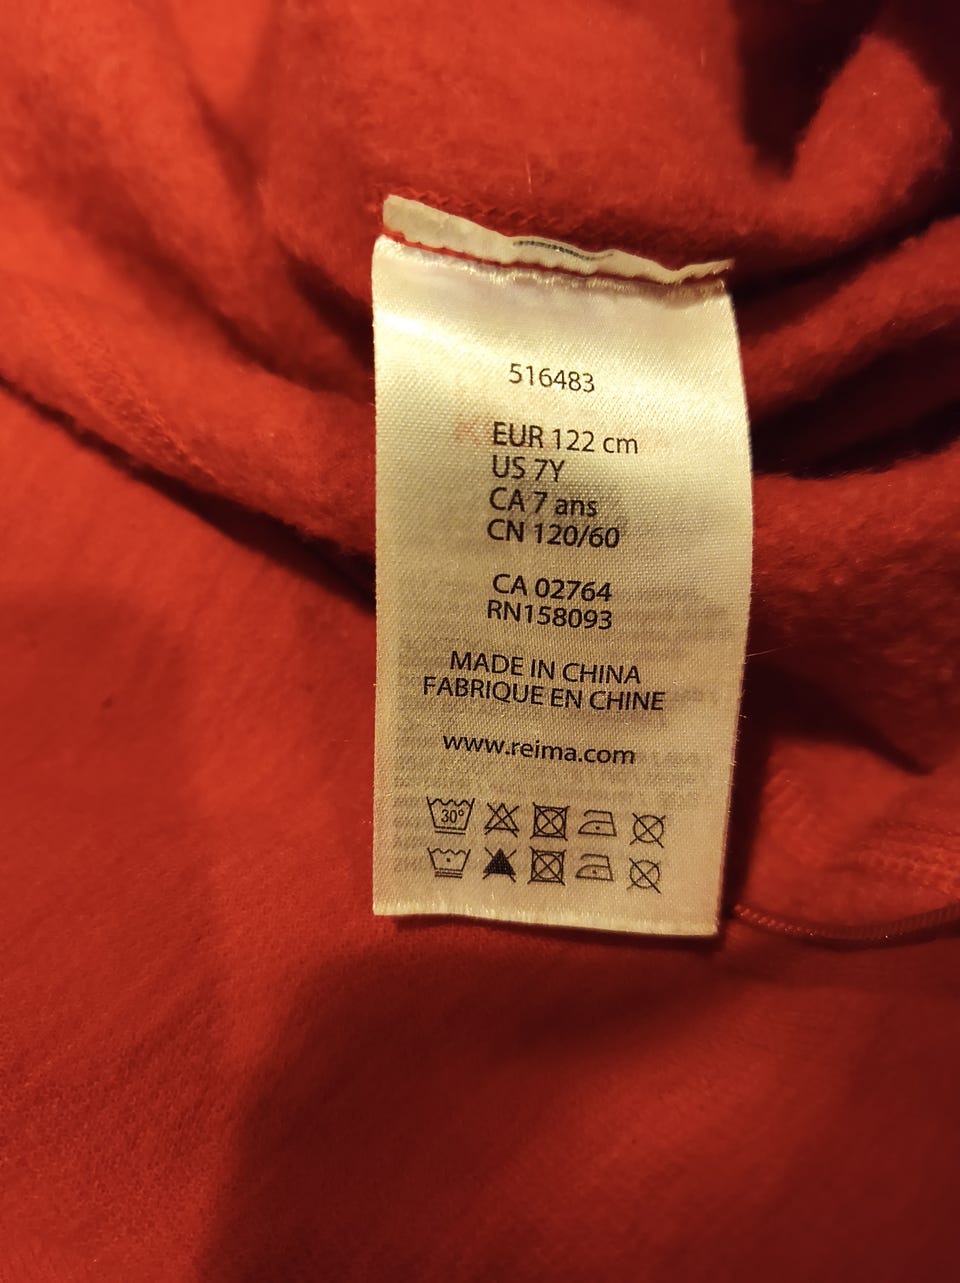 516483
EUR 122 cm
US 7Y
CA 7 ans
CN 120/60
CA 02764
RN158093
MADE IN CHINA
FABRIQUE EN CHINE
www.reima.com
30°